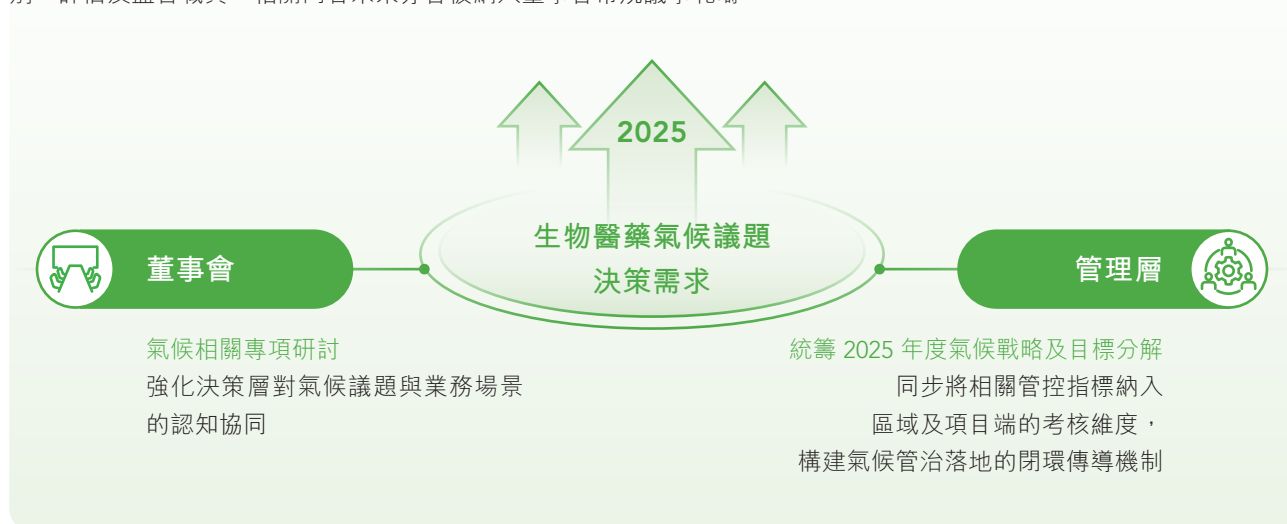 2025
生物醫藥氣候議題
決策需求
董事會
管理層
氣候相關專項研討
強化決策層對氣候議題與業務場景
的認知協同
統籌 2025 年度氣候戰略及目標分解
同步將相關管控指標納入
區域及項目端的考核維度，
構建氣候管治落地的閉環傳導機制